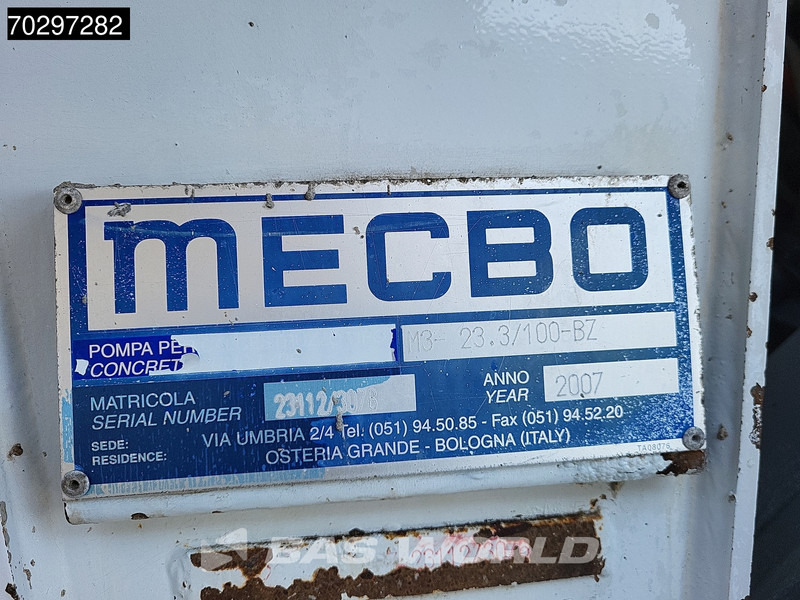 70297282
MECBO
POMPA PER
CONCRET
M3- 23.3/100-BZ
MATRICOLA
SERIAL NUMBER
ANNO
YEAR
2007
SEDE:
RESIDENCE:
VIA UMBRIA 2/4 Tel. (051) 94.50.85 - Fax (051) 94.52.20
OSTERIA GRANDE - BOLOGNA (ITALY)
BAS WORLD